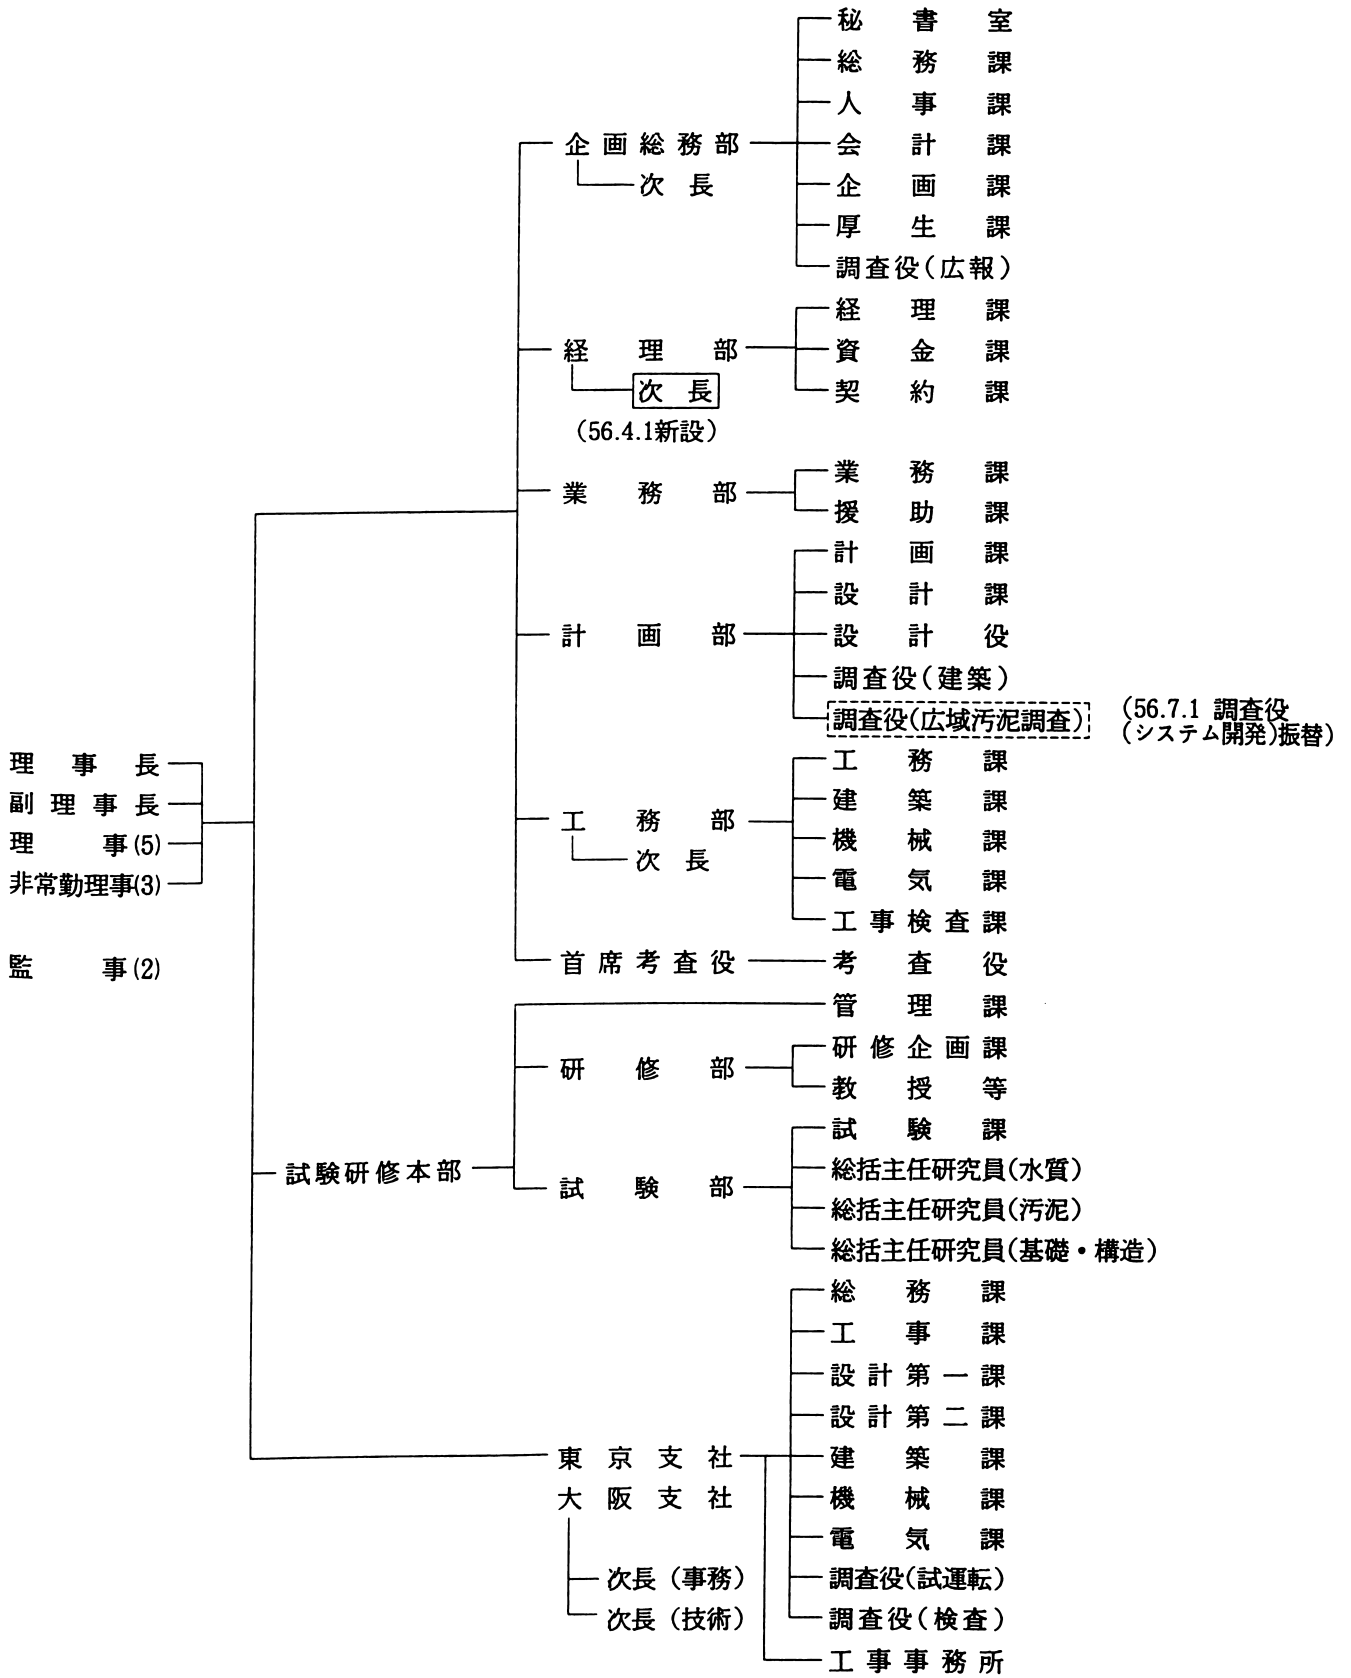 秘書室
総務課
人事課
企画総務部
会計課
次長
企画課
厚生課
調査役(広報)
経理課
経理部
資金課
次長
契約課
(56.4.1新設)
業務課
業務部
援助課
計画課
設計課
計画部
設計役
調査役(建築)
調査役(広域汚泥調査)
(56.7.1 調査役
(システム開発)振替)
理事長
工務課
副理事長
建築課
工務部
理事(5)
機械課
次長
非常勤理事(3)
電気課
工事検査課
首席考査役
考査役
監事(2)
管理課
研修企画課
研修部
教授等
試験課
試験研修本部
総括主任研究員(水質)
試験部
総括主任研究員(汚泥)
総括主任研究員(基礎・構造)
総務課
工事課
設計第一課
設計第二課
東京支社
建築課
大阪支社
機械課
電気課
次長(事務)
調査役(試運転)
次長(技術)
調査役(検査)
工事事務所